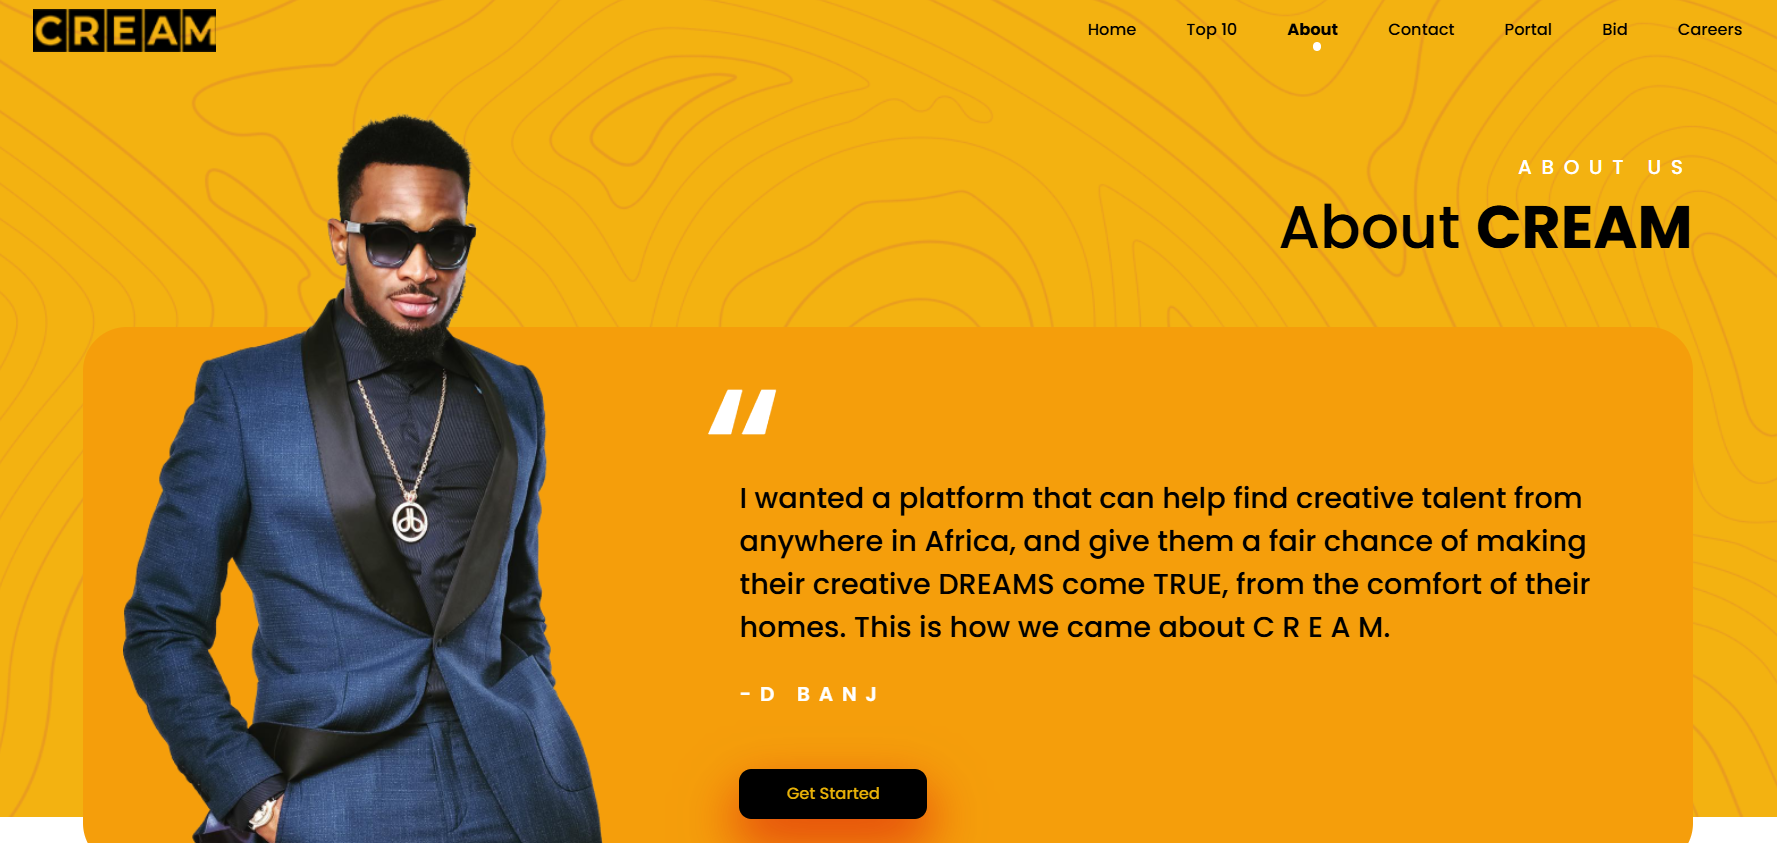 CREAM
Home Top 10 About Contact Portal Bid Careers
ABOUT US
About CREAM
“
I wanted a platform that can help find creative talent from
anywhere in Africa, and give them a fair chance of making
their creative DREAMS come TRUE, from the comfort of their
homes. This is how we came about C R E A M.
-D BANJ
Get Started